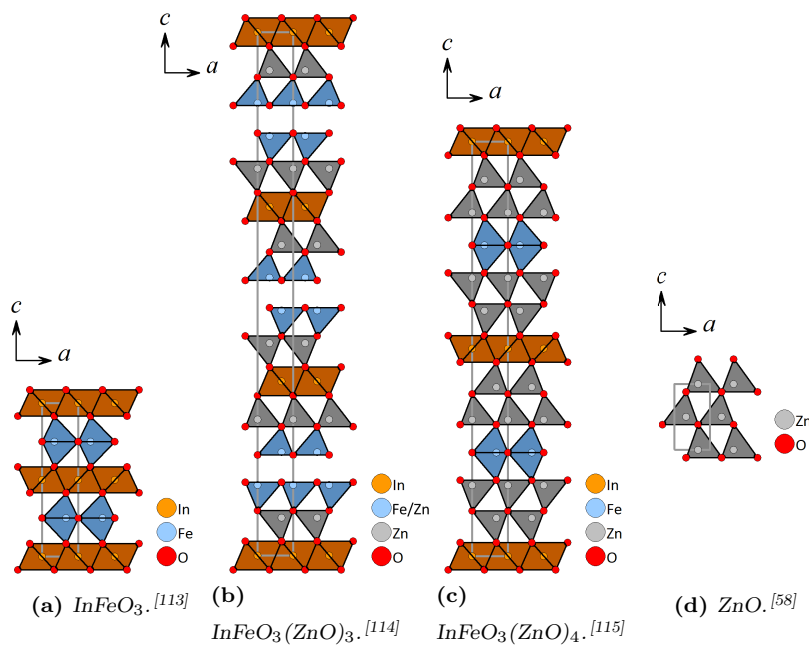 c
a
c
a
c
a
c
a
In
Fe
O
In
Fe/Zn
Zn
O
In
Fe
Zn
O
Zn
O
(a) InFeO₃.[113]
(b)
InFeO₃(ZnO)₃.[114]
(c)
InFeO₃(ZnO)₄.[115]
(d) ZnO.[58]